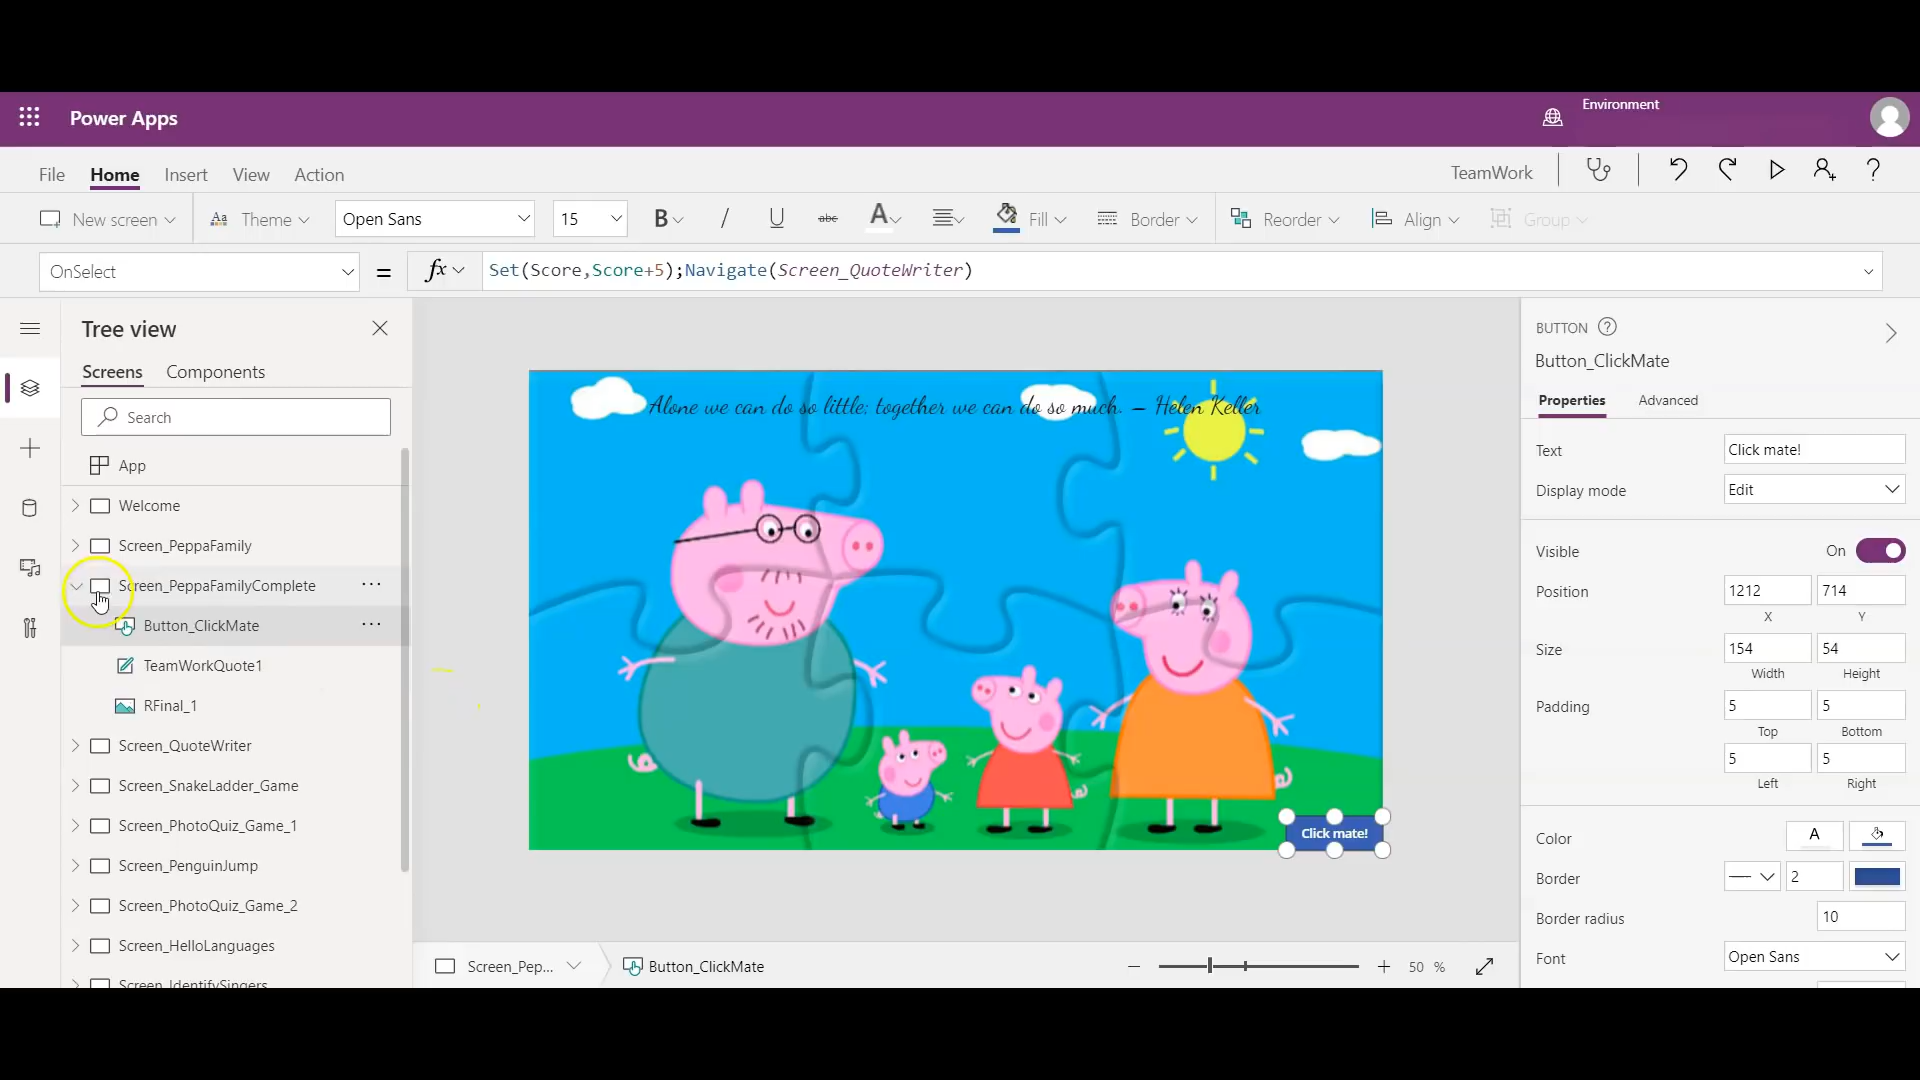 Power Apps
Environment
File Home Insert View Action
TeamWork
New screen Theme Open Sans 15 B / U abc A Fill Border Reorder Align Group
OnSelect = fx Set(Score,Score+5);Navigate(Screen_QuoteWriter)
Tree view
Screens Components
Search
App
Welcome
Screen_PeppaFamily
Screen_PeppaFamilyComplete
Button_ClickMate
TeamWorkQuote1
RFinal_1
Screen_QuoteWriter
Screen_SnakeLadder_Game
Screen_PhotoQuiz_Game_1
Screen_PenguinJump
Screen_PhotoQuiz_Game_2
Screen_HelloLanguages
Screen_IdentifySingers
Alone we can do so little; together we can do so much. – Helen Keller
Click mate!
Screen_Pep... Button_ClickMate
50 %
BUTTON
Button_ClickMate
Properties Advanced
Text Click mate!
Display mode Edit
Visible On
Position 1212 714
X Y
Size 154 54
Width Height
Padding 5 5
Top Bottom
5 5
Left Right
Color A
Border 2
Border radius 10
Font Open Sans